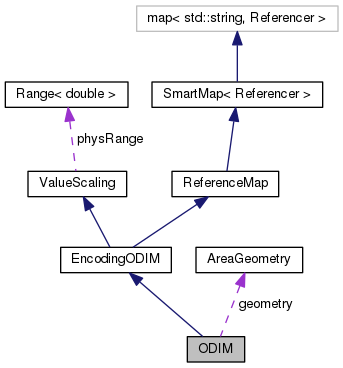 map< std::string, Referencer >
Range< double >
SmartMap< Referencer >
physRange
ValueScaling
ReferenceMap
EncodingODIM
AreaGeometry
geometry
ODIM